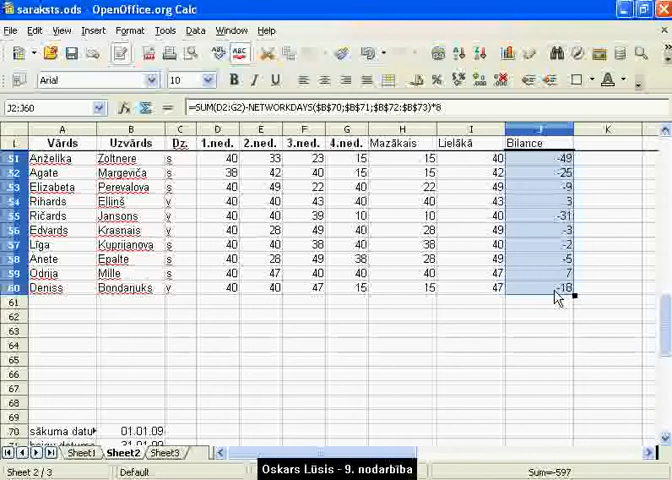 saraksts.ods - OpenOffice.org Calc
File Edit View Insert Format Tools Data Window Help
Arial 10
J2:J60 =SUM(D2:G2)-NETWORKDAYS($B$70;$B$71;$B$72:$B$73)*8
A B C D E F G H I J K
1 Vārds Uzvārds Dz. 1.ned. 2.ned. 3.ned. 4.ned. Mazākais Lielākā Bilance
51 Anželika Zoltnere s 40 33 23 15 15 40 -49
52 Agate Margeviča s 38 42 40 15 15 42 -25
53 Elizabeta Perevalova s 40 49 22 40 22 49 -9
54 Rihards Elliņš v 40 40 43 40 40 43 3
55 Ričards Jansons v 40 40 39 10 10 40 -31
56 Edvards Krasnais v 40 28 49 40 28 49 -3
57 Līga Kuprijanova s 40 40 38 40 38 40 -2
58 Anete Epalte s 40 28 49 38 28 49 -5
59 Odrija Mille s 40 47 40 40 40 47 7
60 Deniss Bondarjuks v 40 40 47 15 15 47 -18
61
62
63
64
65
66
67
68
69
70 sākuma datu 01.01.09
71 beigu datums 31.01.09
Sheet1 Sheet2 Sheet3
Sheet 2 / 3 Default Oskars Lūsis - 9. nodarbība Sum=-597